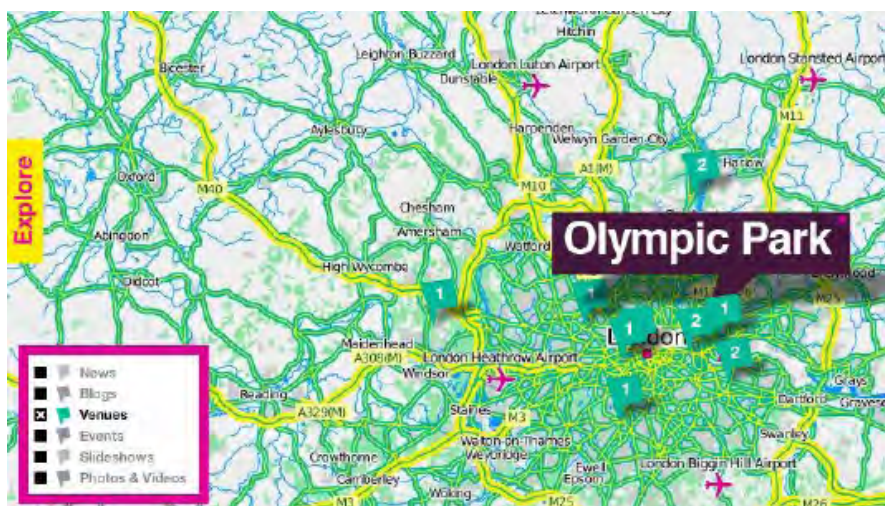 Leighton Buzzard
Hitchin
London Luton Airport
Dunstable
London Stansted Airport
Bicester
M11
Harpenden
Aylesbury
Welwyn Garden City
A1(M)
2
Harlow
Oxford
M40
M10
Explore
Chesham
Amersham
Watford
Olympic Park
Abingdon
High Wycombe
Didcot
1
1
M25
1
2
1
London
2
Maidenhead
A308(M)
London Heathrow Airport
Windsor
1
Reading
A329(M)
Staines
M3
Dartford
Grays
Swanley
Walton-on-Thames
Weybridge
Crowthorne
Camberley
Ewell
Epsom
London Biggin Hill Airport
Woking
M3
M25
M26
News
Blogs
Venues
Events
Slideshows
Photos & Videos